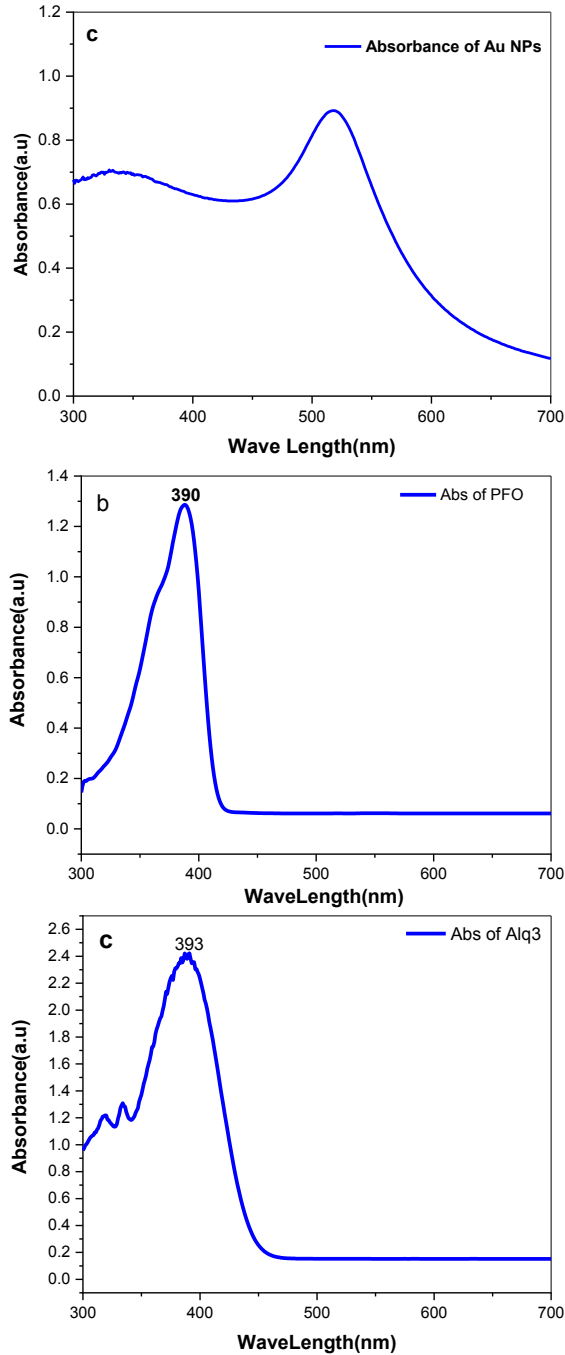 c
Absorbance of Au NPs
1.2
1.0
0.8
0.6
0.4
0.2
0.0
Absorbance(a.u)
300 400 500 600 700
Wave Length(nm)
b
390
Abs of PFO
1.4
1.2
1.0
0.8
0.6
0.4
0.2
0.0
Absorbance(a.u)
300 400 500 600 700
WaveLength(nm)
c
393
Abs of Alq3
2.6
2.4
2.2
2.0
1.8
1.6
1.4
1.2
1.0
0.8
0.6
0.4
0.2
0.0
Absorbance(a.u)
300 400 500 600 700
WaveLength(nm)